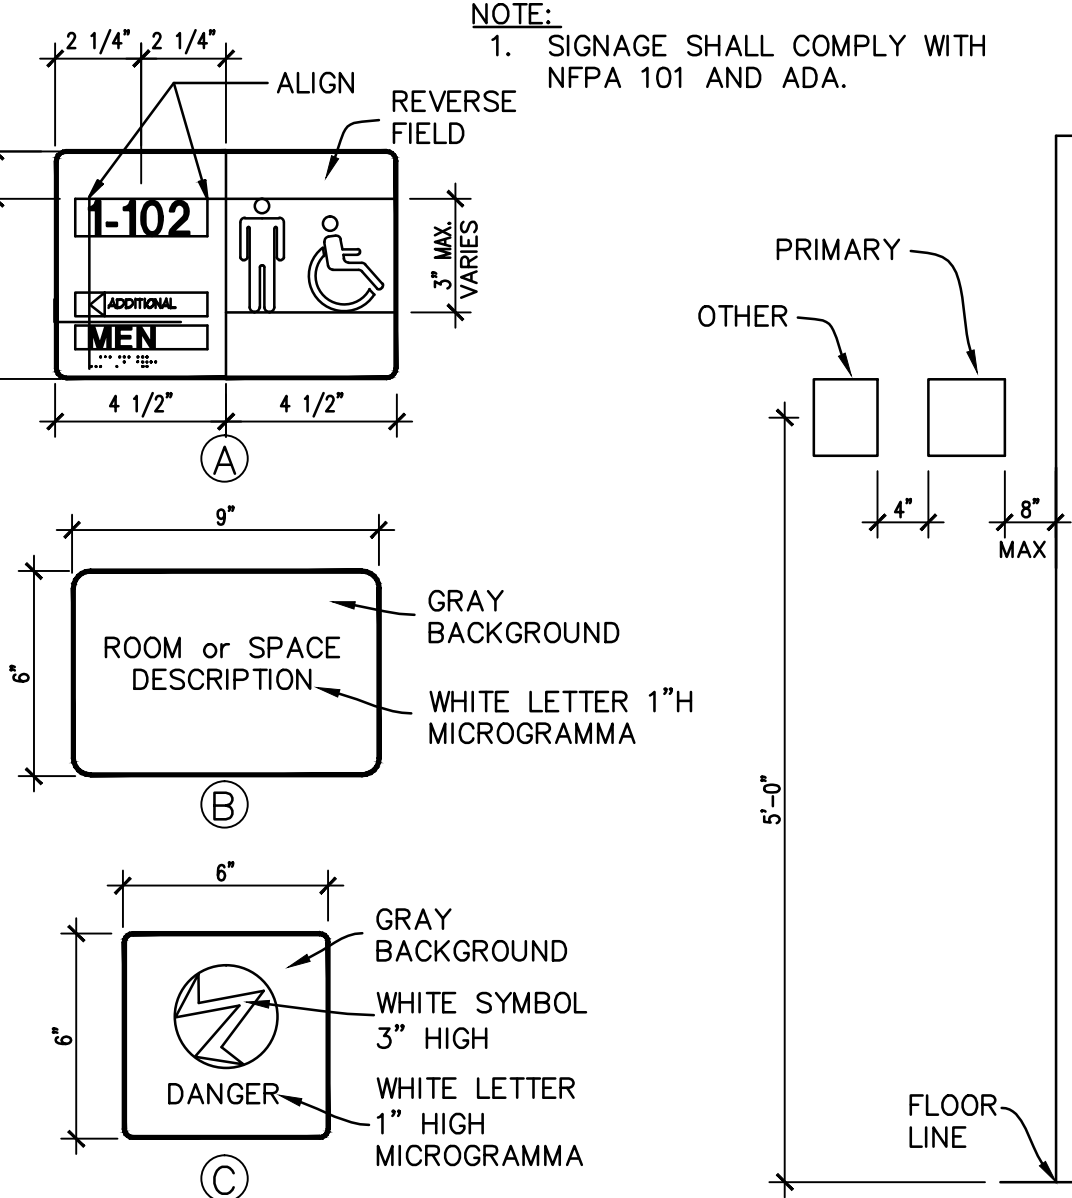 NOTE:
1. SIGNAGE SHALL COMPLY WITH
NFPA 101 AND ADA.
2 1/4" 2 1/4"
ALIGN
REVERSE
FIELD
1-102
ADDITIONAL
MEN
3" MAX.
VARIES
4 1/2" 4 1/2"
A
9"
6"
ROOM or SPACE
DESCRIPTION
GRAY
BACKGROUND
WHITE LETTER 1"H
MICROGRAMMA
B
6"
6"
DANGER
GRAY
BACKGROUND
WHITE SYMBOL
3" HIGH
WHITE LETTER
1" HIGH
MICROGRAMMA
C
PRIMARY
OTHER
4" 8"
MAX
5'-0"
FLOOR
LINE